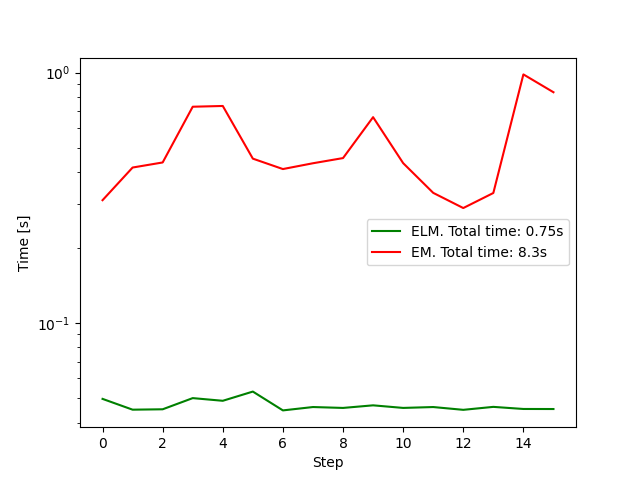 10⁰
10⁻¹
Time [s]
ELM. Total time: 0.75s
EM. Total time: 8.3s
0 2 4 6 8 10 12 14
Step